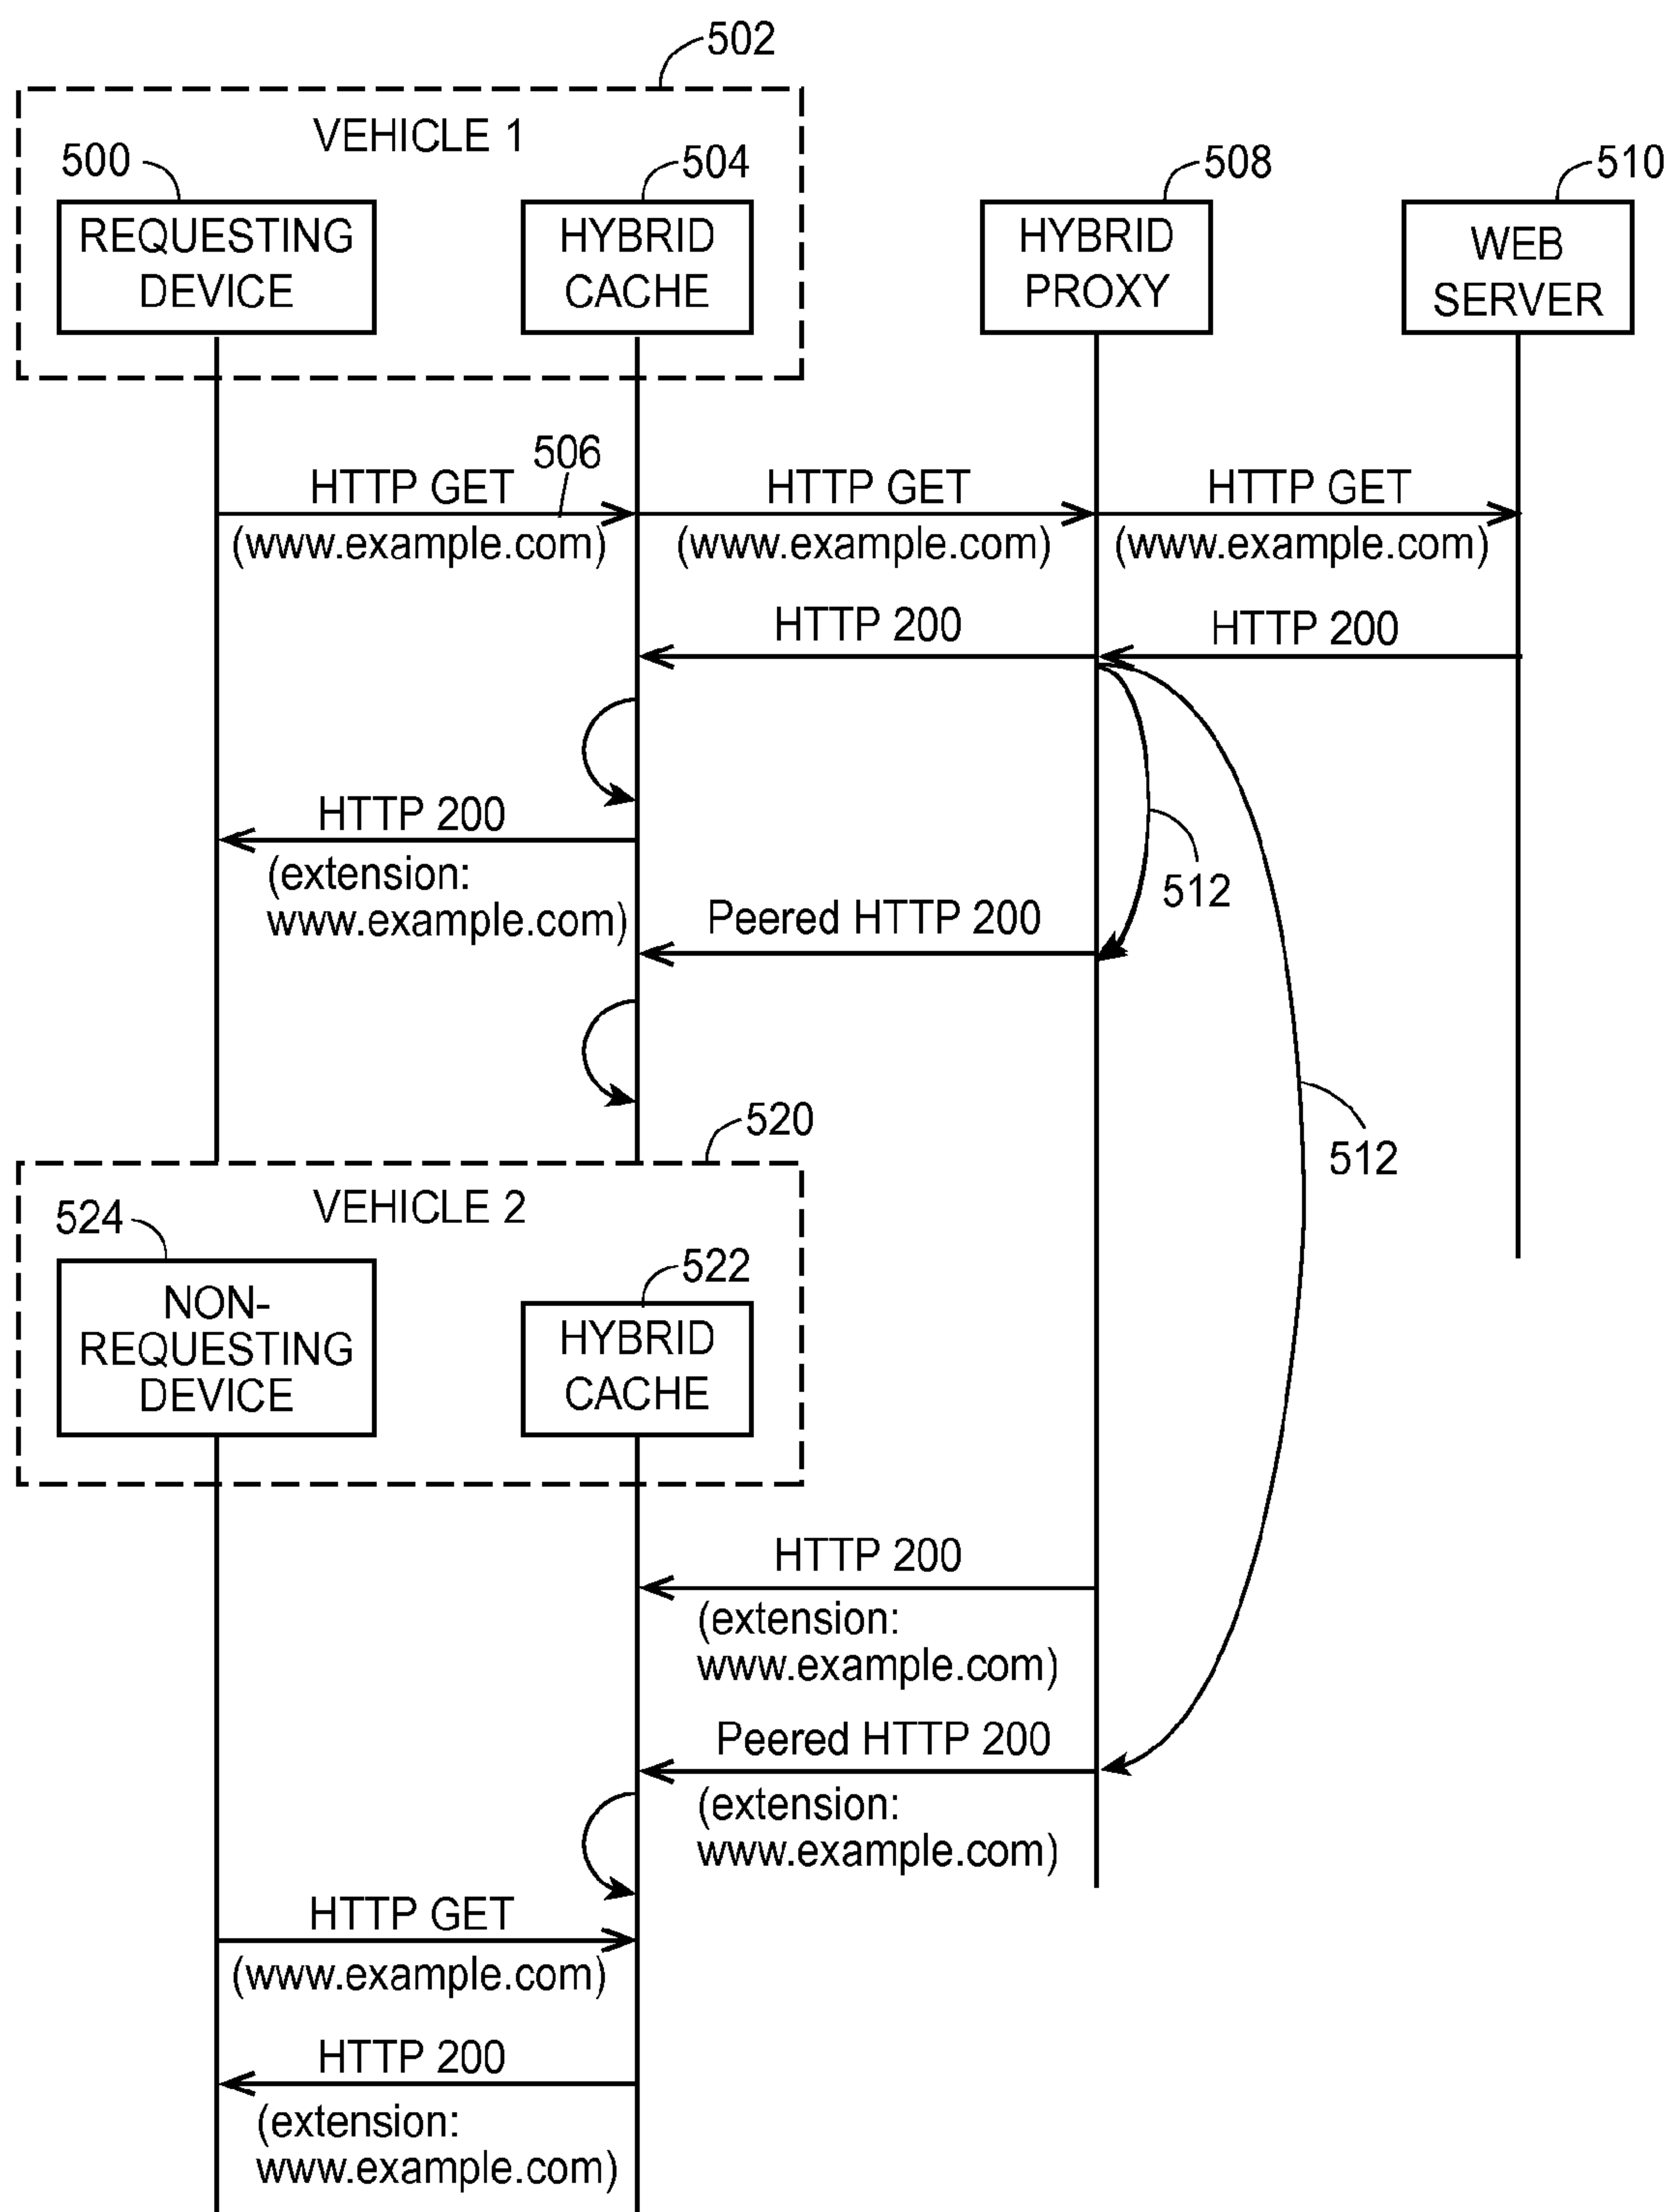 502
VEHICLE 1
500
504
508
510
REQUESTING
DEVICE
HYBRID
CACHE
HYBRID
PROXY
WEB
SERVER
506
HTTP GET
(www.example.com)
HTTP GET
(www.example.com)
HTTP GET
(www.example.com)
HTTP 200
HTTP 200
HTTP 200
(extension:
www.example.com)
512
Peered HTTP 200
520
512
VEHICLE 2
524
522
NON-
REQUESTING
DEVICE
HYBRID
CACHE
HTTP 200
(extension:
www.example.com)
Peered HTTP 200
(extension:
www.example.com)
HTTP GET
(www.example.com)
HTTP 200
(extension:
www.example.com)